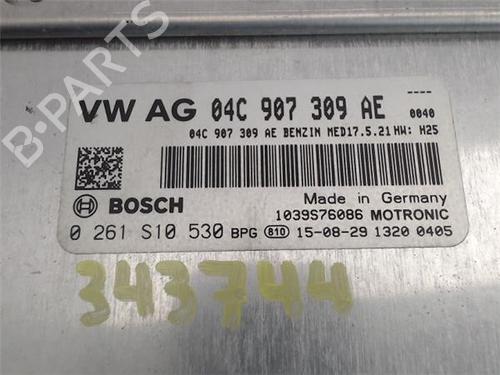 B-PARTS
----
VW AG 04C 907 309 AE 0040
04C 907 309 AE BENZIN MED17.5.21 HW: H25
BOSCH
Made in Germany
1039S76086 MOTRONIC
0 261 S10 530 BPG 810 15-08-29 1320 0405
343744